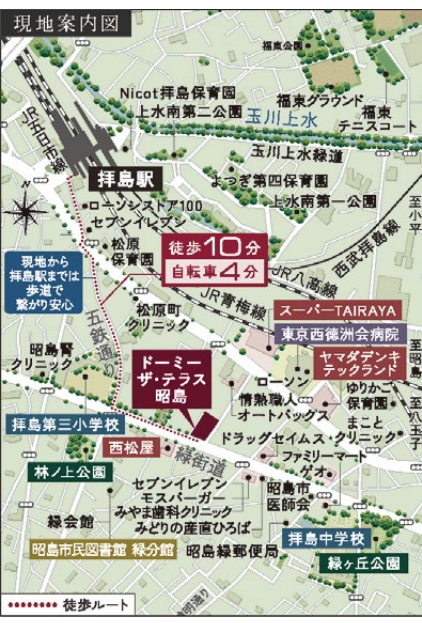 現地案内図
福東公園
Nicot拝島保育園
上水南第二公園
玉川上水
福東グラウンド
福東
テニスコート
JR五日市線
玉川上水緑道
拝島駅
よつぎ第四保育園
上水南第一公園
至小平
N
ローソンストア100
セブンイレブン
松原
保育園
徒歩10分
自転車4分
西武拝島線
JR八高線
JR青梅線
現地から
拝島駅までは
歩道で
繋がり安心
五鉄通り
松原町
クリニック
スーパーTAIRAYA
東京西徳洲会病院
ヤマダデンキ
テックランド
至昭島
昭島腎
クリニック
ドーミー
ザ・テラス
昭島
ローソン
情熱職人
オートバックス
ゆりかご
保育園
至八王子
拝島第三小学校
まこと
クリニック
西松屋
緑街道
ドラッグセイムス
ファミリーマート
ゲオ
林ノ上公園
セブンイレブン
モスバーガー
みやま歯科クリニック
みどりの産直ひろば
昭島市
医師会
緑会館
拝島中学校
昭島市民図書館 緑分館
昭島緑郵便局
緑ヶ丘公園
徒歩ルート